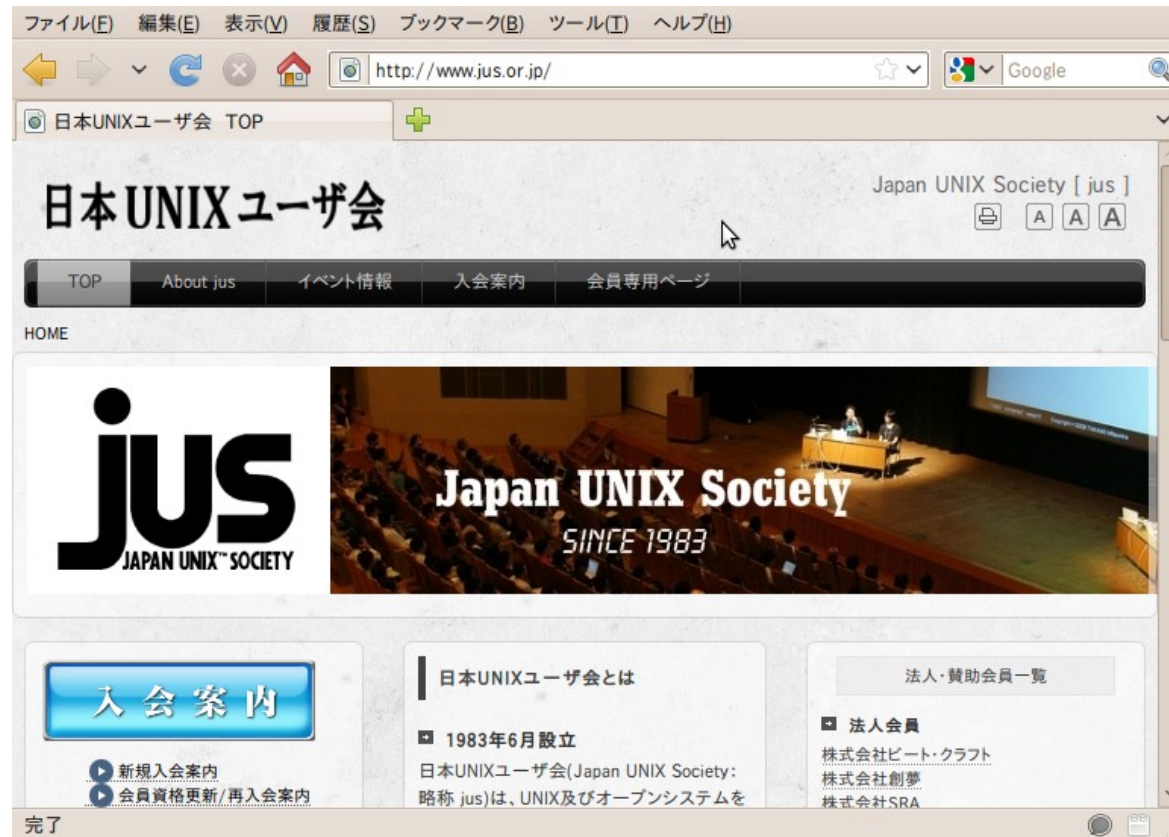 ファイル(F) 編集(E) 表示(V) 履歴(S) ブックマーク(B) ツール(T) ヘルプ(H)
http://www.jus.or.jp/
Google
日本UNIXユーザ会 TOP
日本UNIXユーザ会
Japan UNIX Society [ jus ]
A A A
TOP About jus イベント情報 入会案内 会員専用ページ
HOME
jus
JAPAN UNIX™ SOCIETY
Japan UNIX Society
SINCE 1983
入会案内
新規入会案内
会員資格更新/再入会案内
日本UNIXユーザ会とは
1983年6月設立
日本UNIXユーザ会(Japan UNIX Society:
略称 jus)は、UNIX及びオープンシステムを
法人・賛助会員一覧
法人会員
株式会社ビート・クラフト
株式会社創夢
株式会社SRA
完了